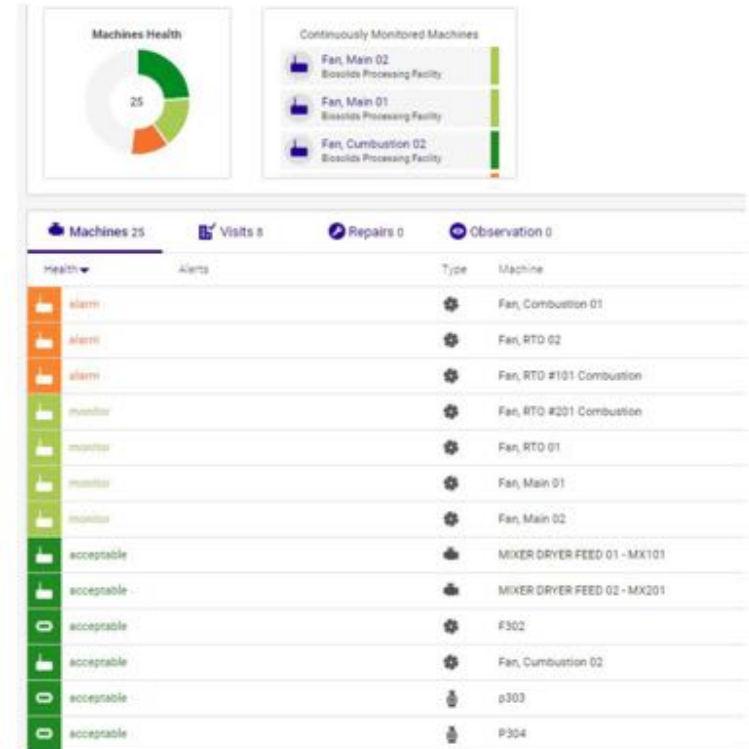 Machines Health
25
Continuously Monitored Machines
Fan, Main 02
Biosolids Processing Facility
Fan, Main 01
Biosolids Processing Facility
Fan, Cumbustion 02
Biosolids Processing Facility
Machines 25 Visits 8 Repairs 0 Observation 0
Health Alerts Type Machine
alarm Fan, Combustion 01
alarm Fan, RTO 02
alarm Fan, RTO #101 Combustion
monitor Fan, RTO #201 Combustion
monitor Fan, RTO 01
monitor Fan, Main 01
monitor Fan, Main 02
acceptable MIXER DRYER FEED 01 - MX101
acceptable MIXER DRYER FEED 02 - MX201
acceptable F302
acceptable Fan, Cumbustion 02
acceptable p303
acceptable P304